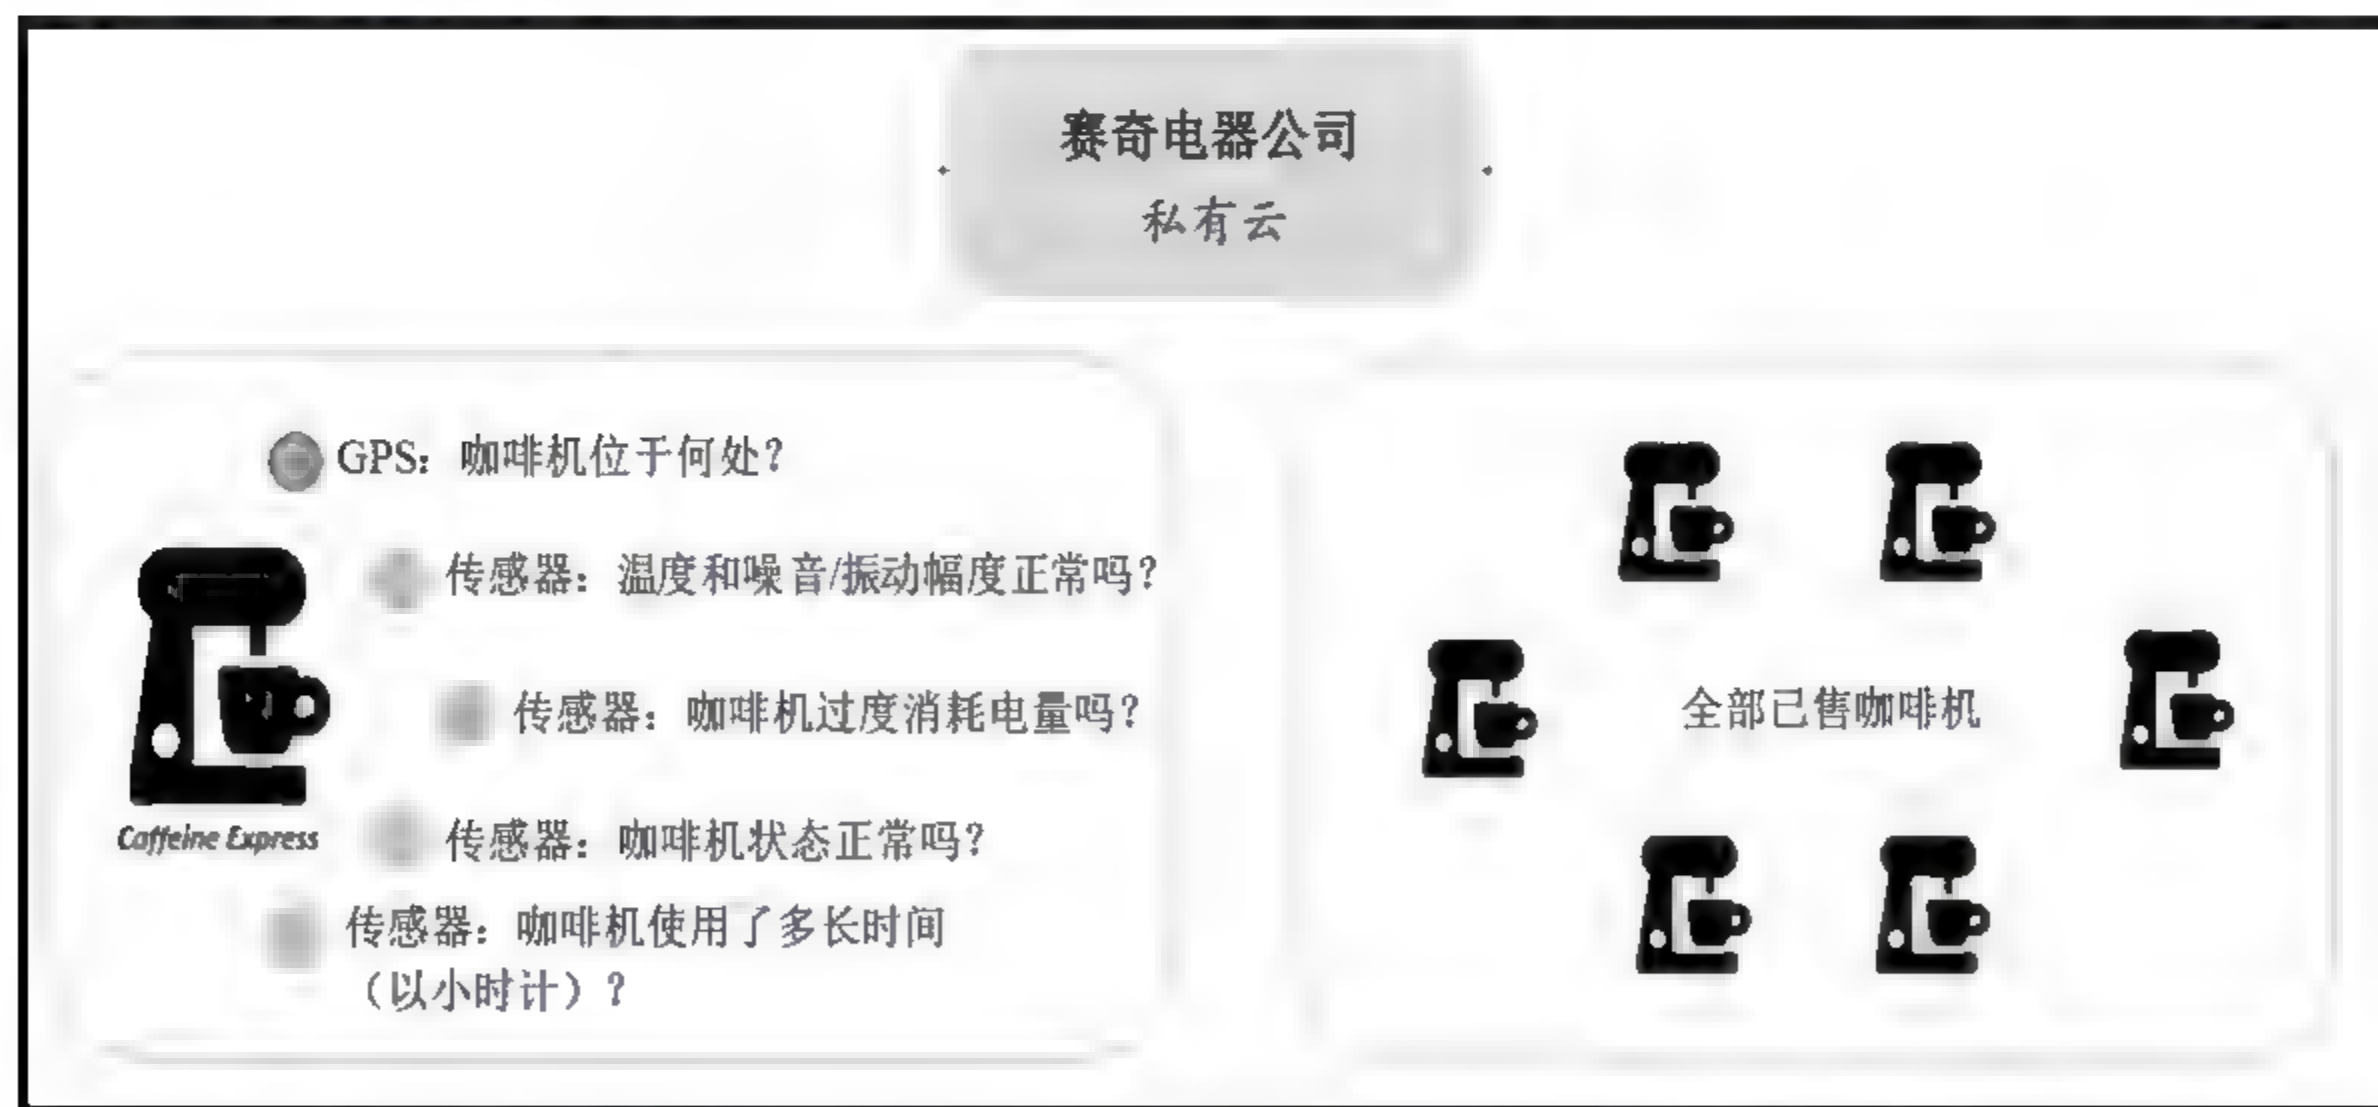 赛奇电器公司
私有云
GPS：咖啡机位于何处？
传感器：温度和噪音/振动幅度正常吗？
传感器：咖啡机过度消耗电量吗？
传感器：咖啡机状态正常吗？
Caffeine Express
传感器：咖啡机使用了多长时间
（以小时计）？
全部已售咖啡机